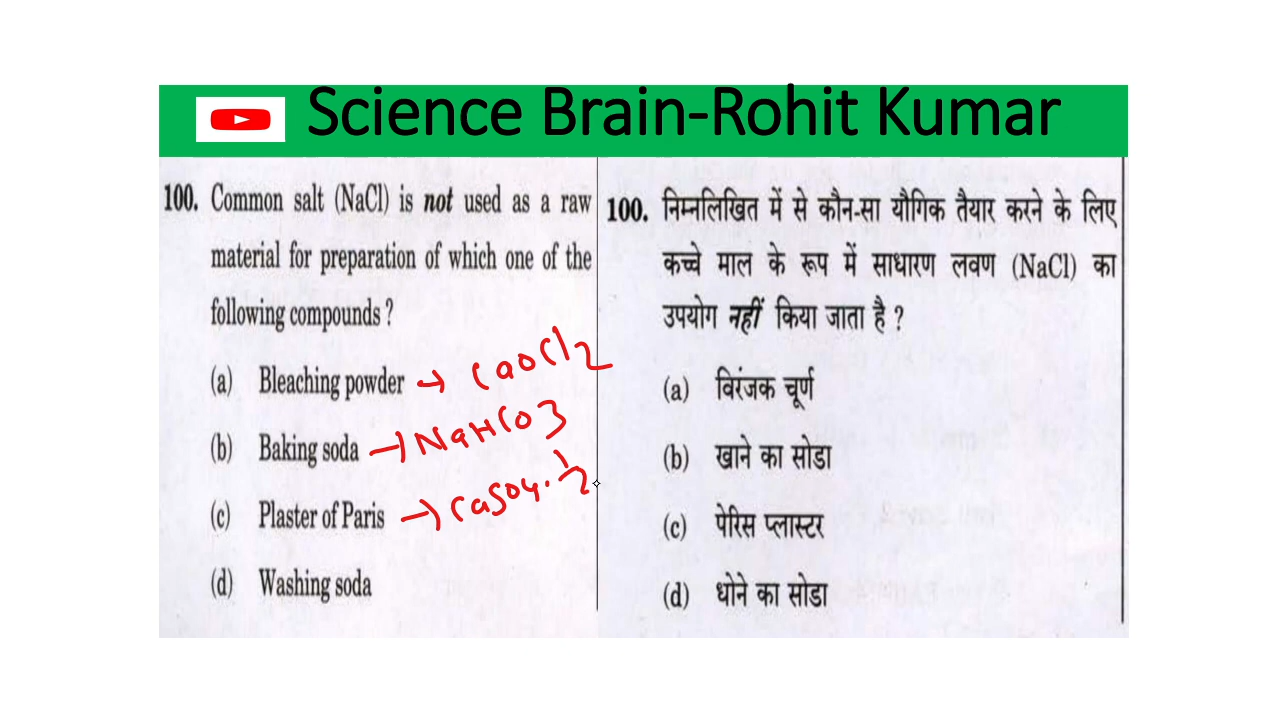 Science Brain-Rohit Kumar
100. Common salt (NaCl) is not used as a raw
material for preparation of which one of the
following compounds ?
(a) Bleaching powder → CaOCl2
(b) Baking soda → NaHCO3
(c) Plaster of Paris → CaSO4. 1/2
(d) Washing soda
100. निम्नलिखित में से कौन-सा यौगिक तैयार करने के लिए
कच्चे माल के रूप में साधारण लवण (NaCl) का
उपयोग नहीं किया जाता है ?
(a) विरंजक चूर्ण
(b) खाने का सोडा
(c) पेरिस प्लास्टर
(d) धोने का सोडा